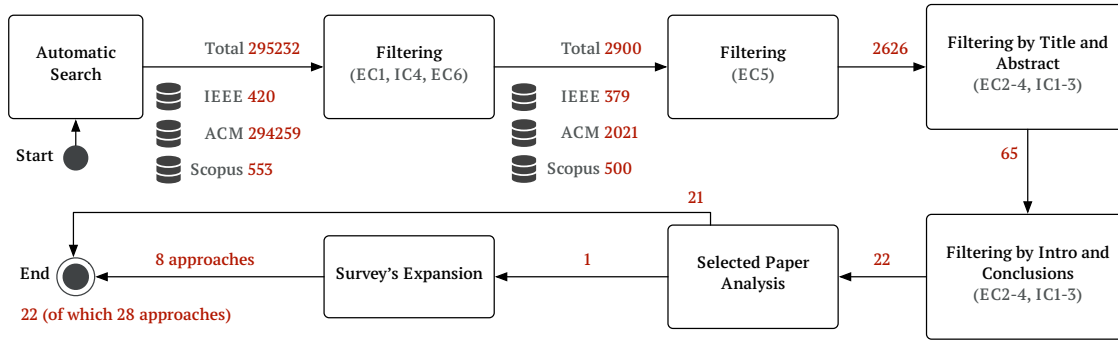 Automatic
Search
Total 295232
IEEE 420
ACM 294259
Scopus 553
Start
Filtering
(EC1, IC4, EC6)
Total 2900
IEEE 379
ACM 2021
Scopus 500
Filtering
(EC5)
2626
Filtering by Title and
Abstract
(EC2-4, IC1-3)
65
Filtering by Intro and
Conclusions
(EC2-4, IC1-3)
22
Selected Paper
Analysis
21
1
Survey's Expansion
8 approaches
End
22 (of which 28 approaches)